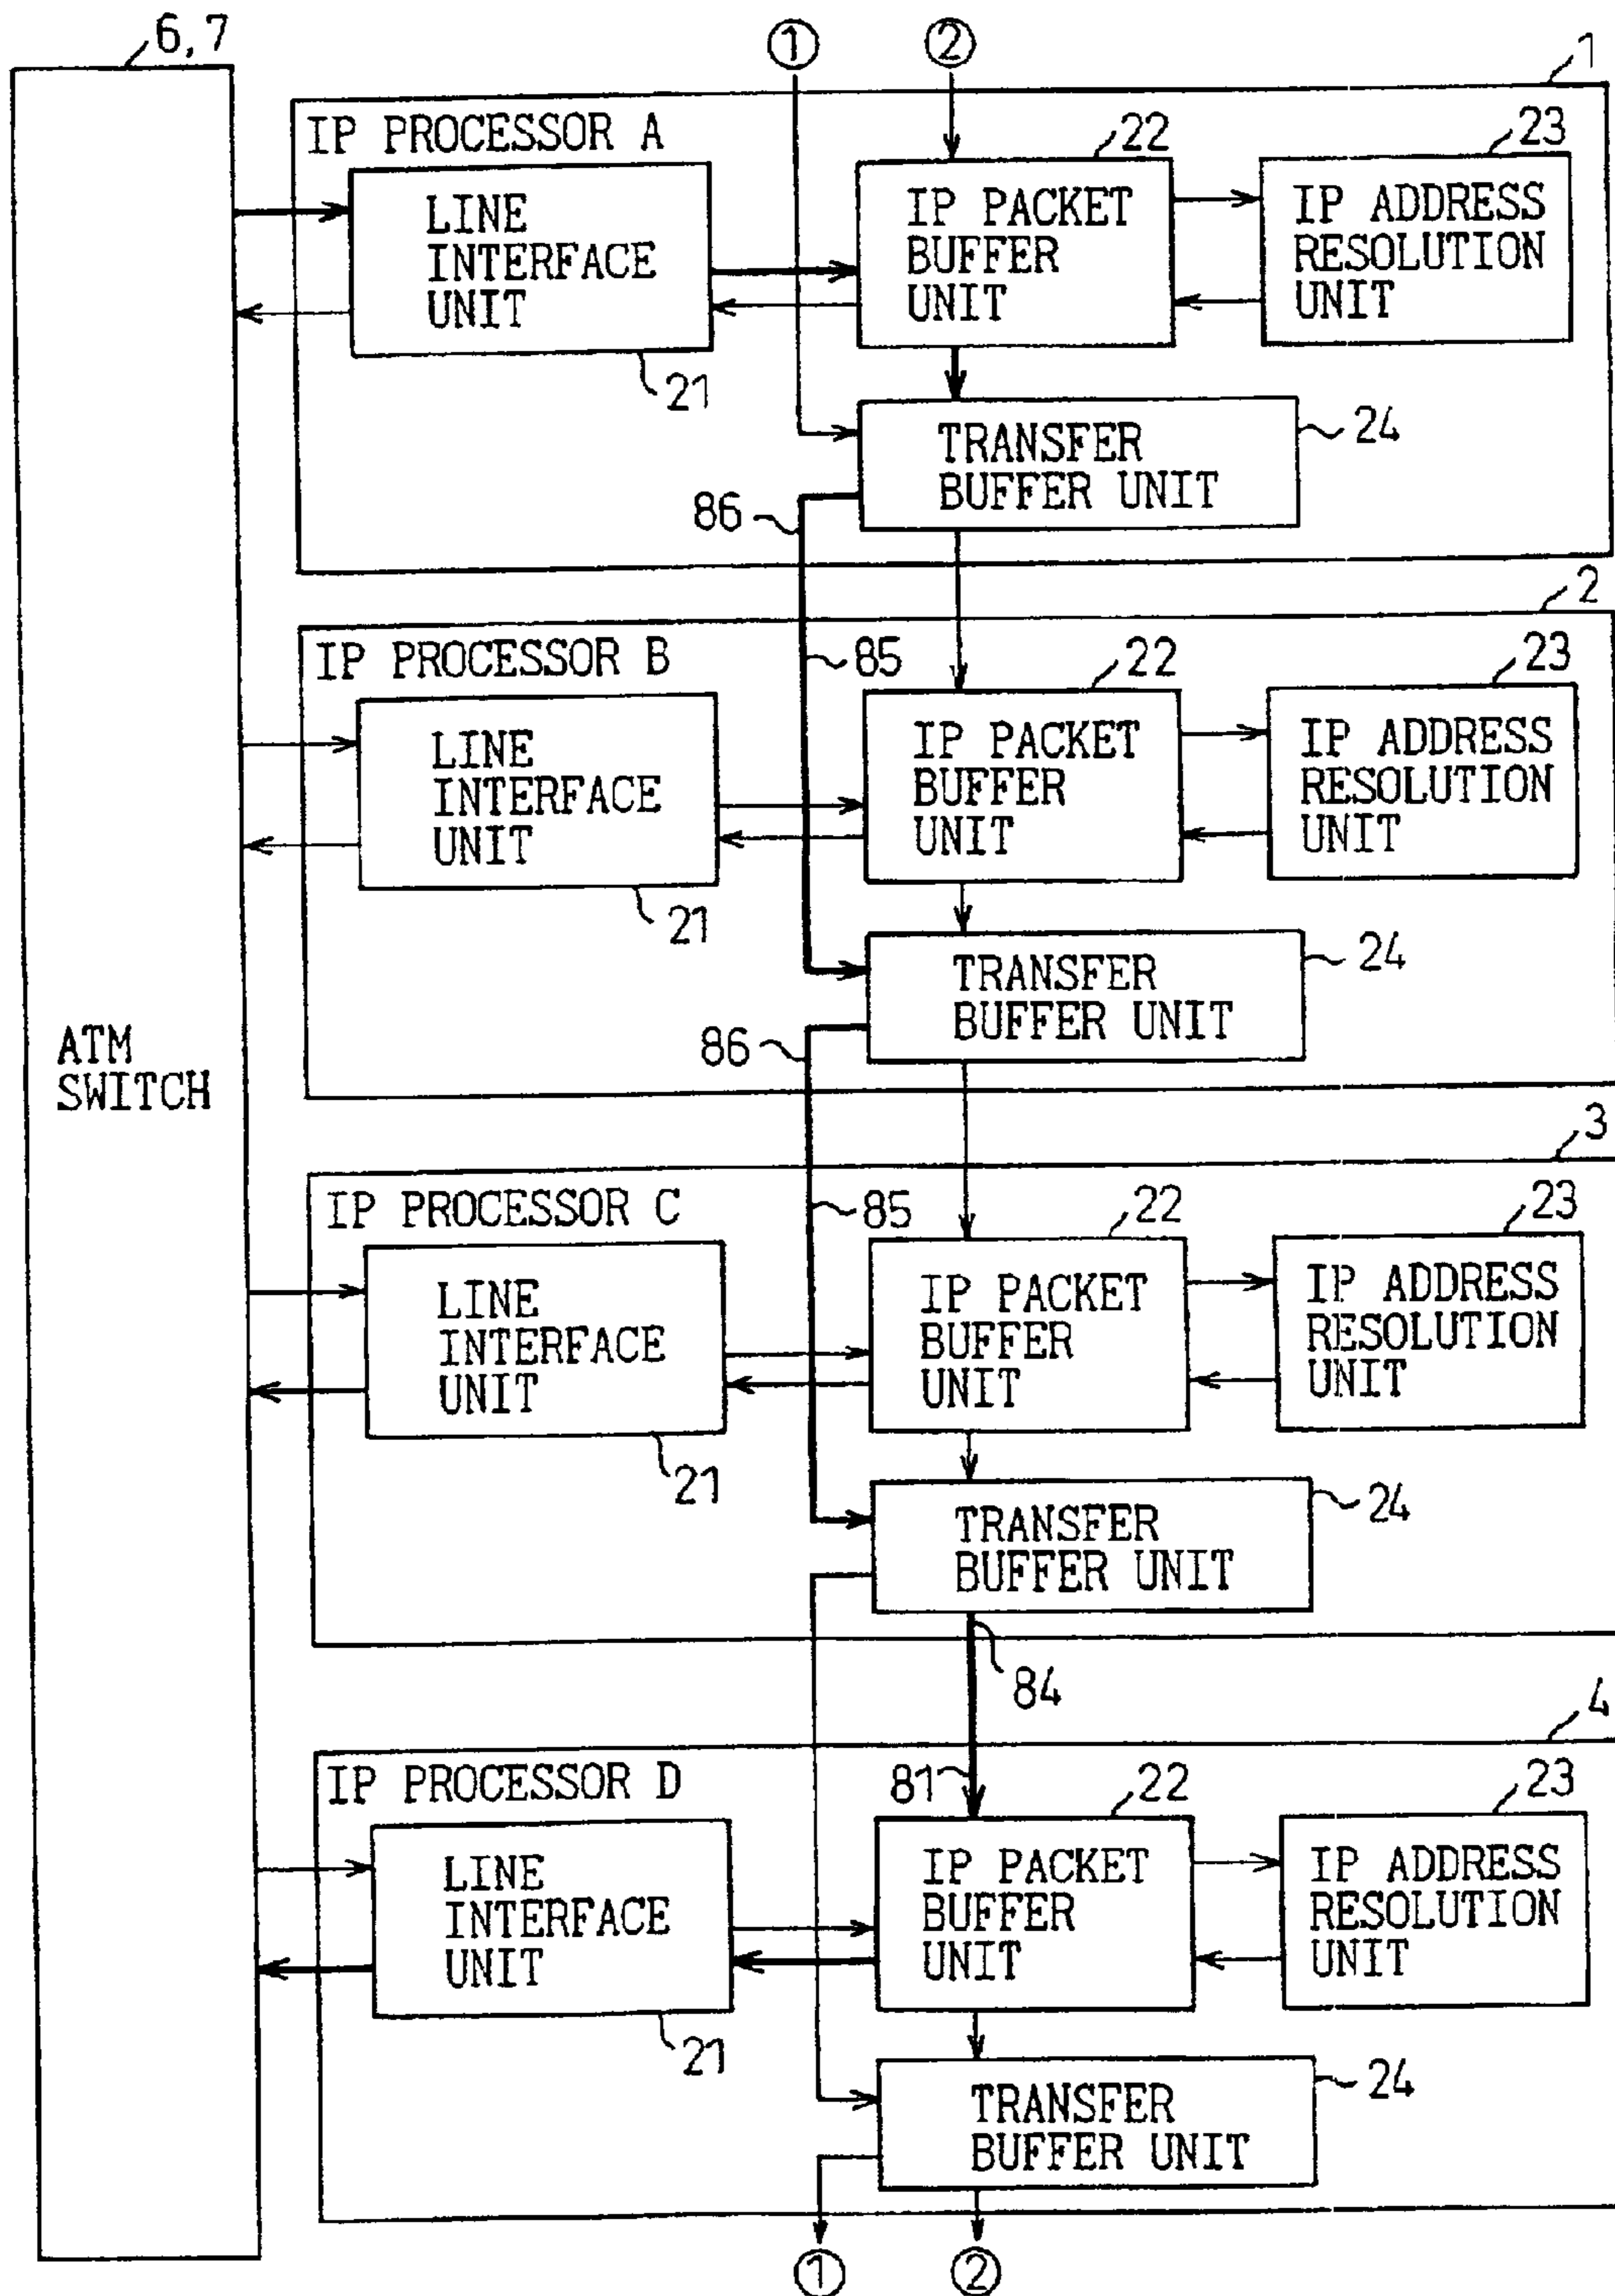 6, 7
① ②
1
IP PROCESSOR A
22
23
LINE
INTERFACE
UNIT
IP PACKET
BUFFER
UNIT
IP ADDRESS
RESOLUTION
UNIT
21
TRANSFER
BUFFER UNIT
24
86
2
IP PROCESSOR B
85
22
23
LINE
INTERFACE
UNIT
IP PACKET
BUFFER
UNIT
IP ADDRESS
RESOLUTION
UNIT
21
TRANSFER
BUFFER UNIT
24
86
ATM
SWITCH
3
IP PROCESSOR C
85
22
23
LINE
INTERFACE
UNIT
IP PACKET
BUFFER
UNIT
IP ADDRESS
RESOLUTION
UNIT
21
TRANSFER
BUFFER UNIT
24
84
4
IP PROCESSOR D
81
22
23
LINE
INTERFACE
UNIT
IP PACKET
BUFFER
UNIT
IP ADDRESS
RESOLUTION
UNIT
21
TRANSFER
BUFFER UNIT
24
① ②